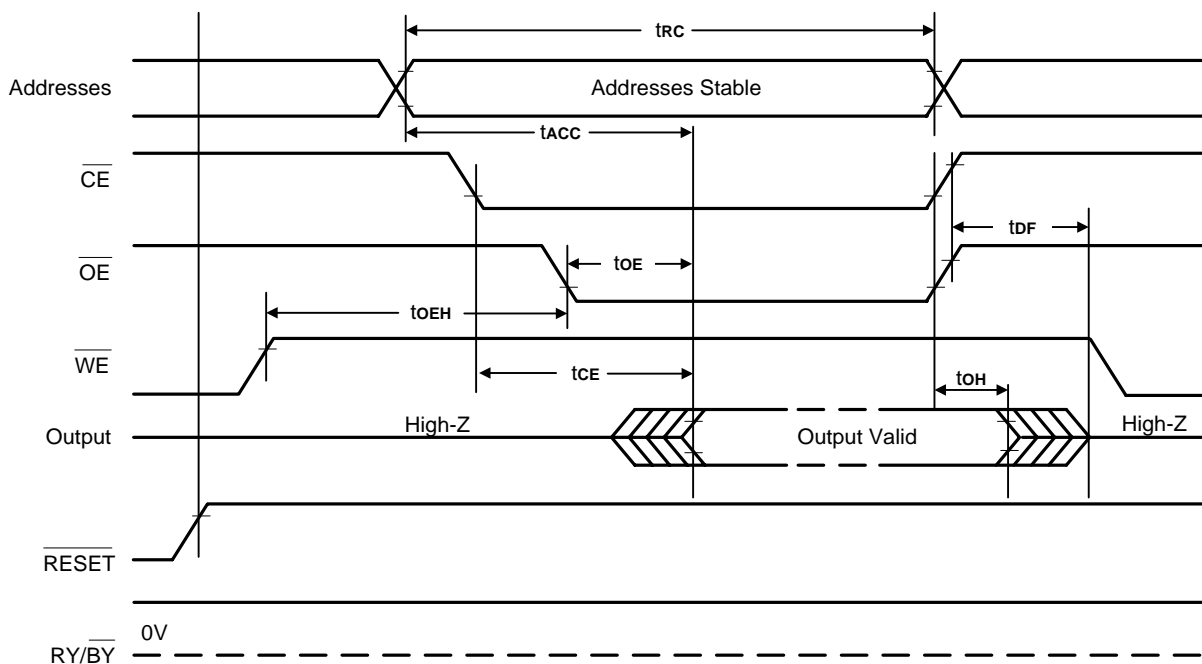 tRC
Addresses
Addresses Stable
tACC
CE
tDF
OE
tOE
tOEH
WE
tCE
tOH
Output
High-Z
Output Valid
High-Z
RESET
0V
RY/BY